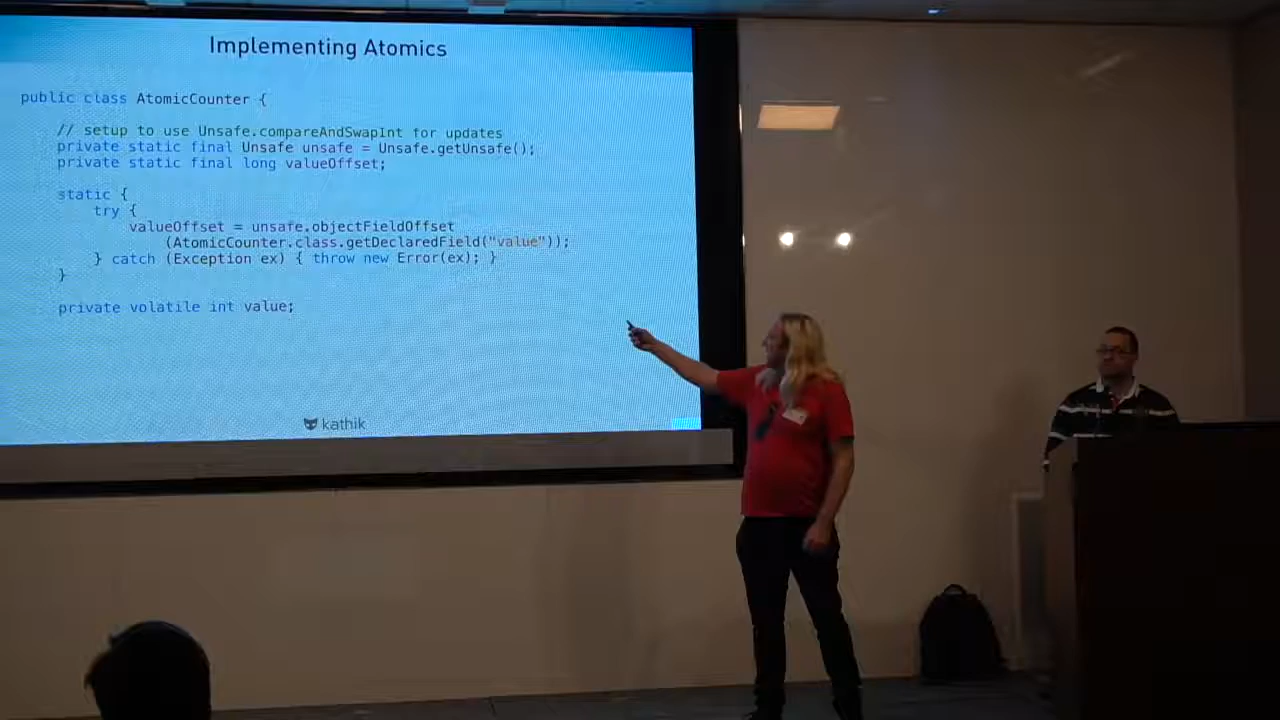 Implementing Atomics
public class AtomicCounter {
// setup to use Unsafe.compareAndSwapInt for updates
private static final Unsafe unsafe = Unsafe.getUnsafe();
private static final long valueOffset;
static {
try {
valueOffset = unsafe.objectFieldOffset
(AtomicCounter.class.getDeclaredField("value"));
} catch (Exception ex) { throw new Error(ex); }
}
private volatile int value;
kathik